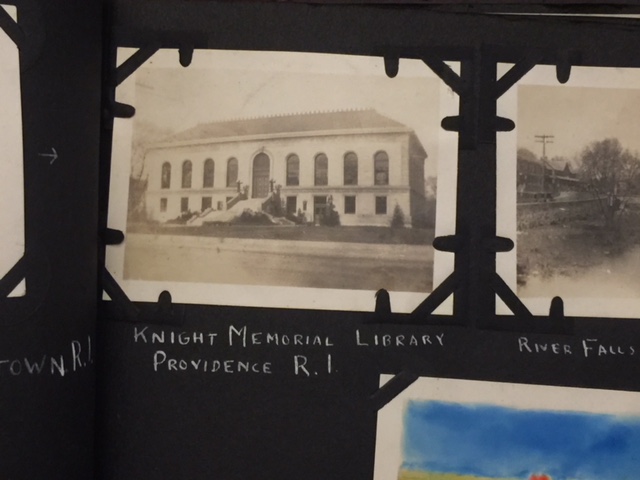 TOWN, R.I.
KNIGHT MEMORIAL LIBRARY
PROVIDENCE R.I.
RIVER FALLS